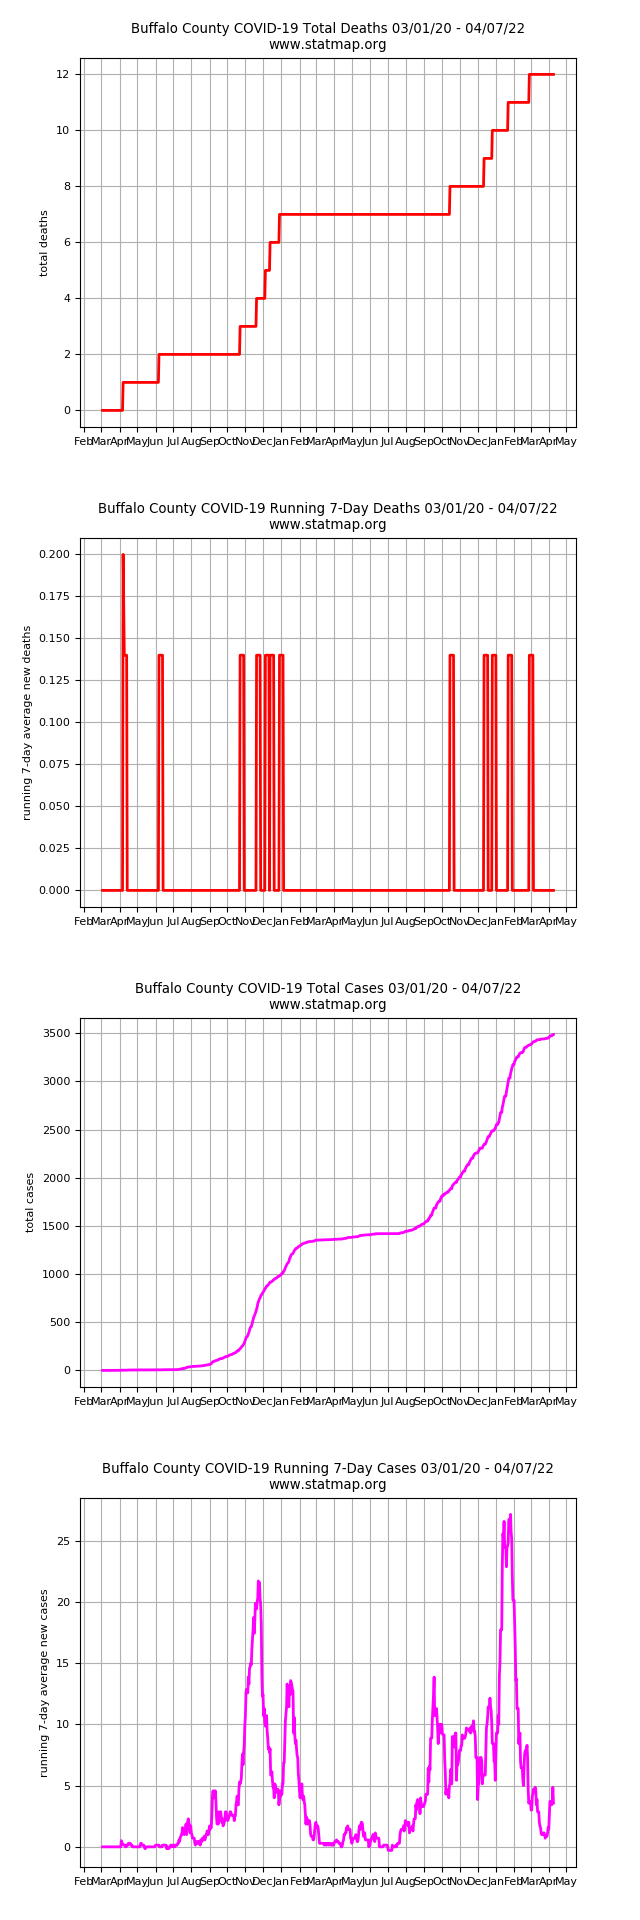 Buffalo County COVID-19 Total Deaths 03/01/20 - 04/07/22
www.statmap.org
12
10
8
6
4
2
0
total deaths
Feb Mar Apr May Jun Jul Aug Sep Oct Nov Dec Jan Feb Mar Apr May Jun Jul Aug Sep Oct Nov Dec Jan Feb Mar Apr May
Buffalo County COVID-19 Running 7-Day Deaths 03/01/20 - 04/07/22
www.statmap.org
0.200
0.175
0.150
0.125
0.100
0.075
0.050
0.025
0.000
running 7-day average new deaths
Feb Mar Apr May Jun Jul Aug Sep Oct Nov Dec Jan Feb Mar Apr May Jun Jul Aug Sep Oct Nov Dec Jan Feb Mar Apr May
Buffalo County COVID-19 Total Cases 03/01/20 - 04/07/22
www.statmap.org
3500
3000
2500
2000
1500
1000
500
0
total cases
Feb Mar Apr May Jun Jul Aug Sep Oct Nov Dec Jan Feb Mar Apr May Jun Jul Aug Sep Oct Nov Dec Jan Feb Mar Apr May
Buffalo County COVID-19 Running 7-Day Cases 03/01/20 - 04/07/22
www.statmap.org
25
20
15
10
5
0
running 7-day average new cases
Feb Mar Apr May Jun Jul Aug Sep Oct Nov Dec Jan Feb Mar Apr May Jun Jul Aug Sep Oct Nov Dec Jan Feb Mar Apr May